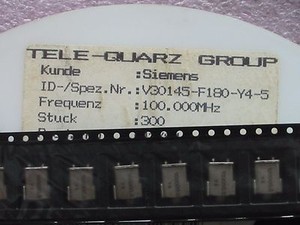 TELE-QUARZ GROUP
Kunde :Siemens
ID-/Spez.Nr.:V30145-F180-Y4-5
Frequenz :100.000MHz
Stuck :300